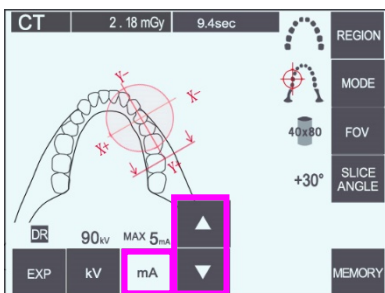 CT 2.18 mGy 9.4sec
REGION
MODE
40x80 FOV
+30° SLICE ANGLE
Y-
X-
X+
Y+
DR 90kV MAX 5mA
EXP kV mA MEMORY